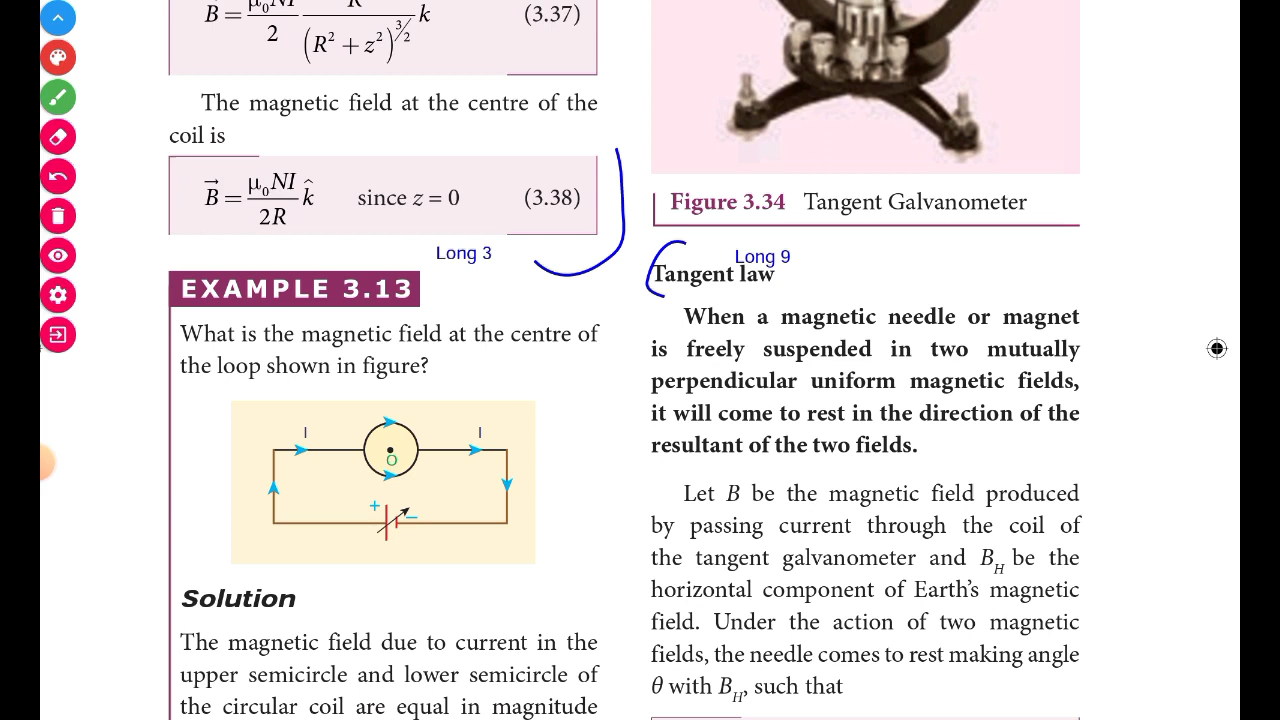 B = μ₀NI / 2 R / (R² + z²)^3/2 k (3.37)
The magnetic field at the centre of the
coil is
B⃗ = μ₀NI / 2R k̂ since z = 0 (3.38)
Long 3
EXAMPLE 3.13
What is the magnetic field at the centre of
the loop shown in figure?
I I
O
+ −
Solution
The magnetic field due to current in the
upper semicircle and lower semicircle of
the circular coil are equal in magnitude
Figure 3.34 Tangent Galvanometer
Long 9
Tangent law
When a magnetic needle or magnet
is freely suspended in two mutually
perpendicular uniform magnetic fields,
it will come to rest in the direction of the
resultant of the two fields.
Let B be the magnetic field produced
by passing current through the coil of
the tangent galvanometer and B_H be the
horizontal component of Earth's magnetic
field. Under the action of two magnetic
fields, the needle comes to rest making angle
θ with B_H, such that